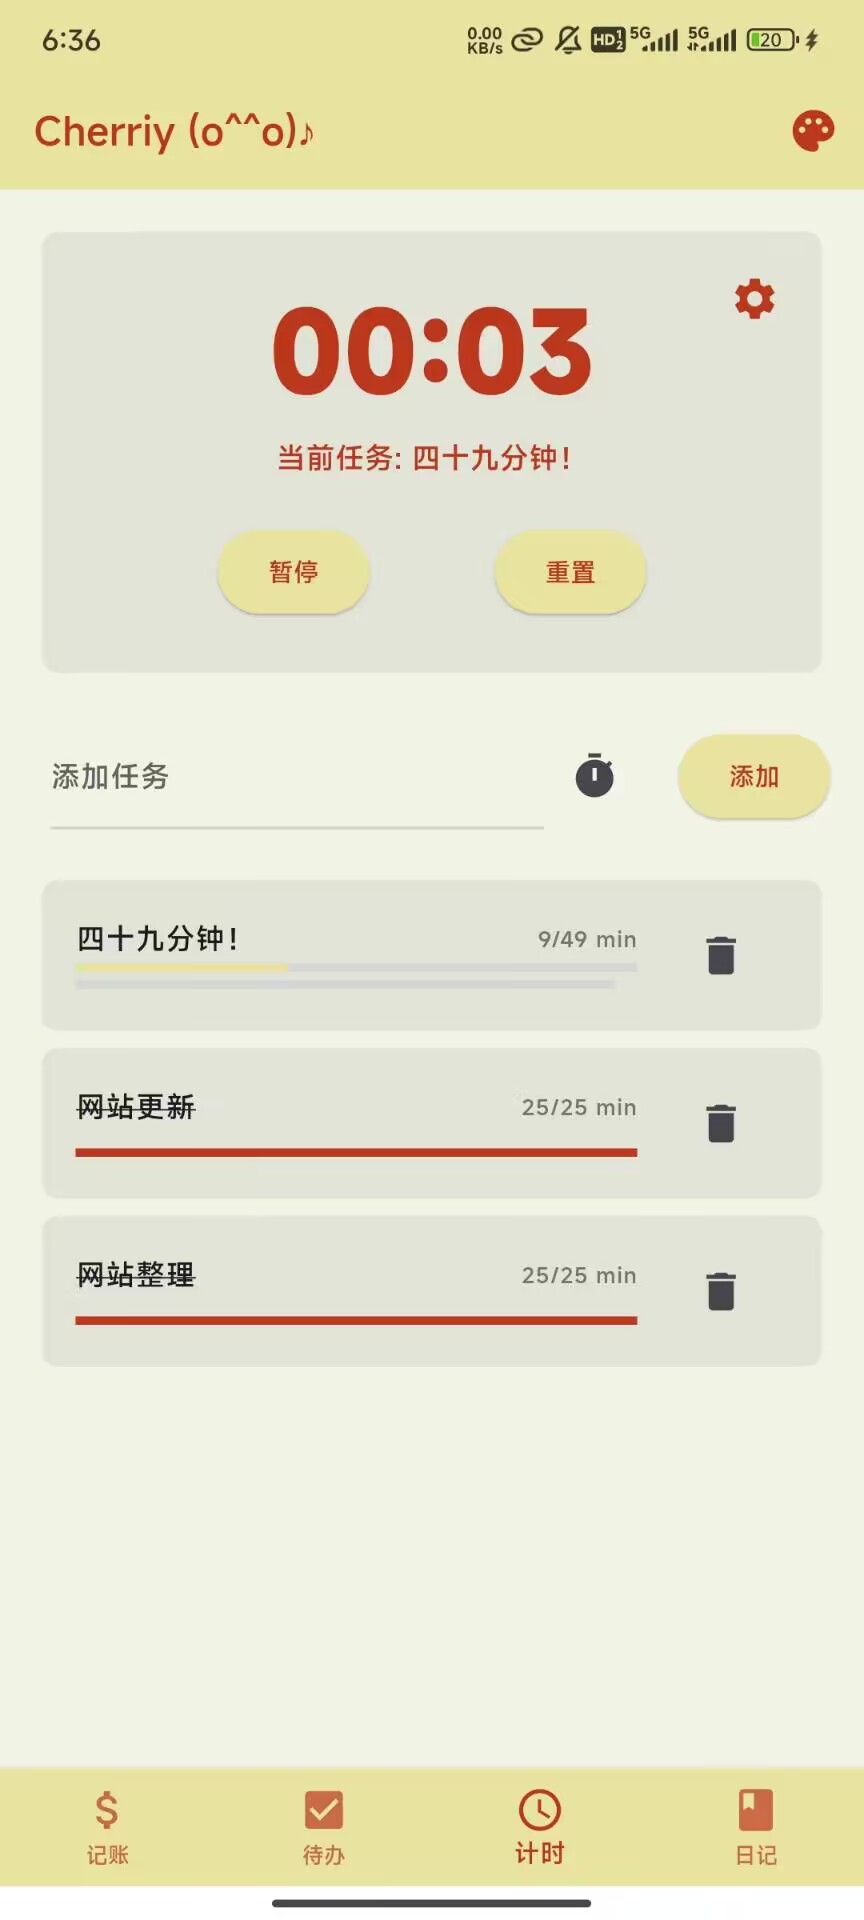 6:36
0.00 KB/s
HD 1 2
5G
5G
20
Cherriy (o^^o)♪
00:03
当前任务: 四十九分钟!
暂停
重置
添加任务
添加
四十九分钟!
9/49 min
网站更新
25/25 min
网站整理
25/25 min
记账
待办
计时
日记